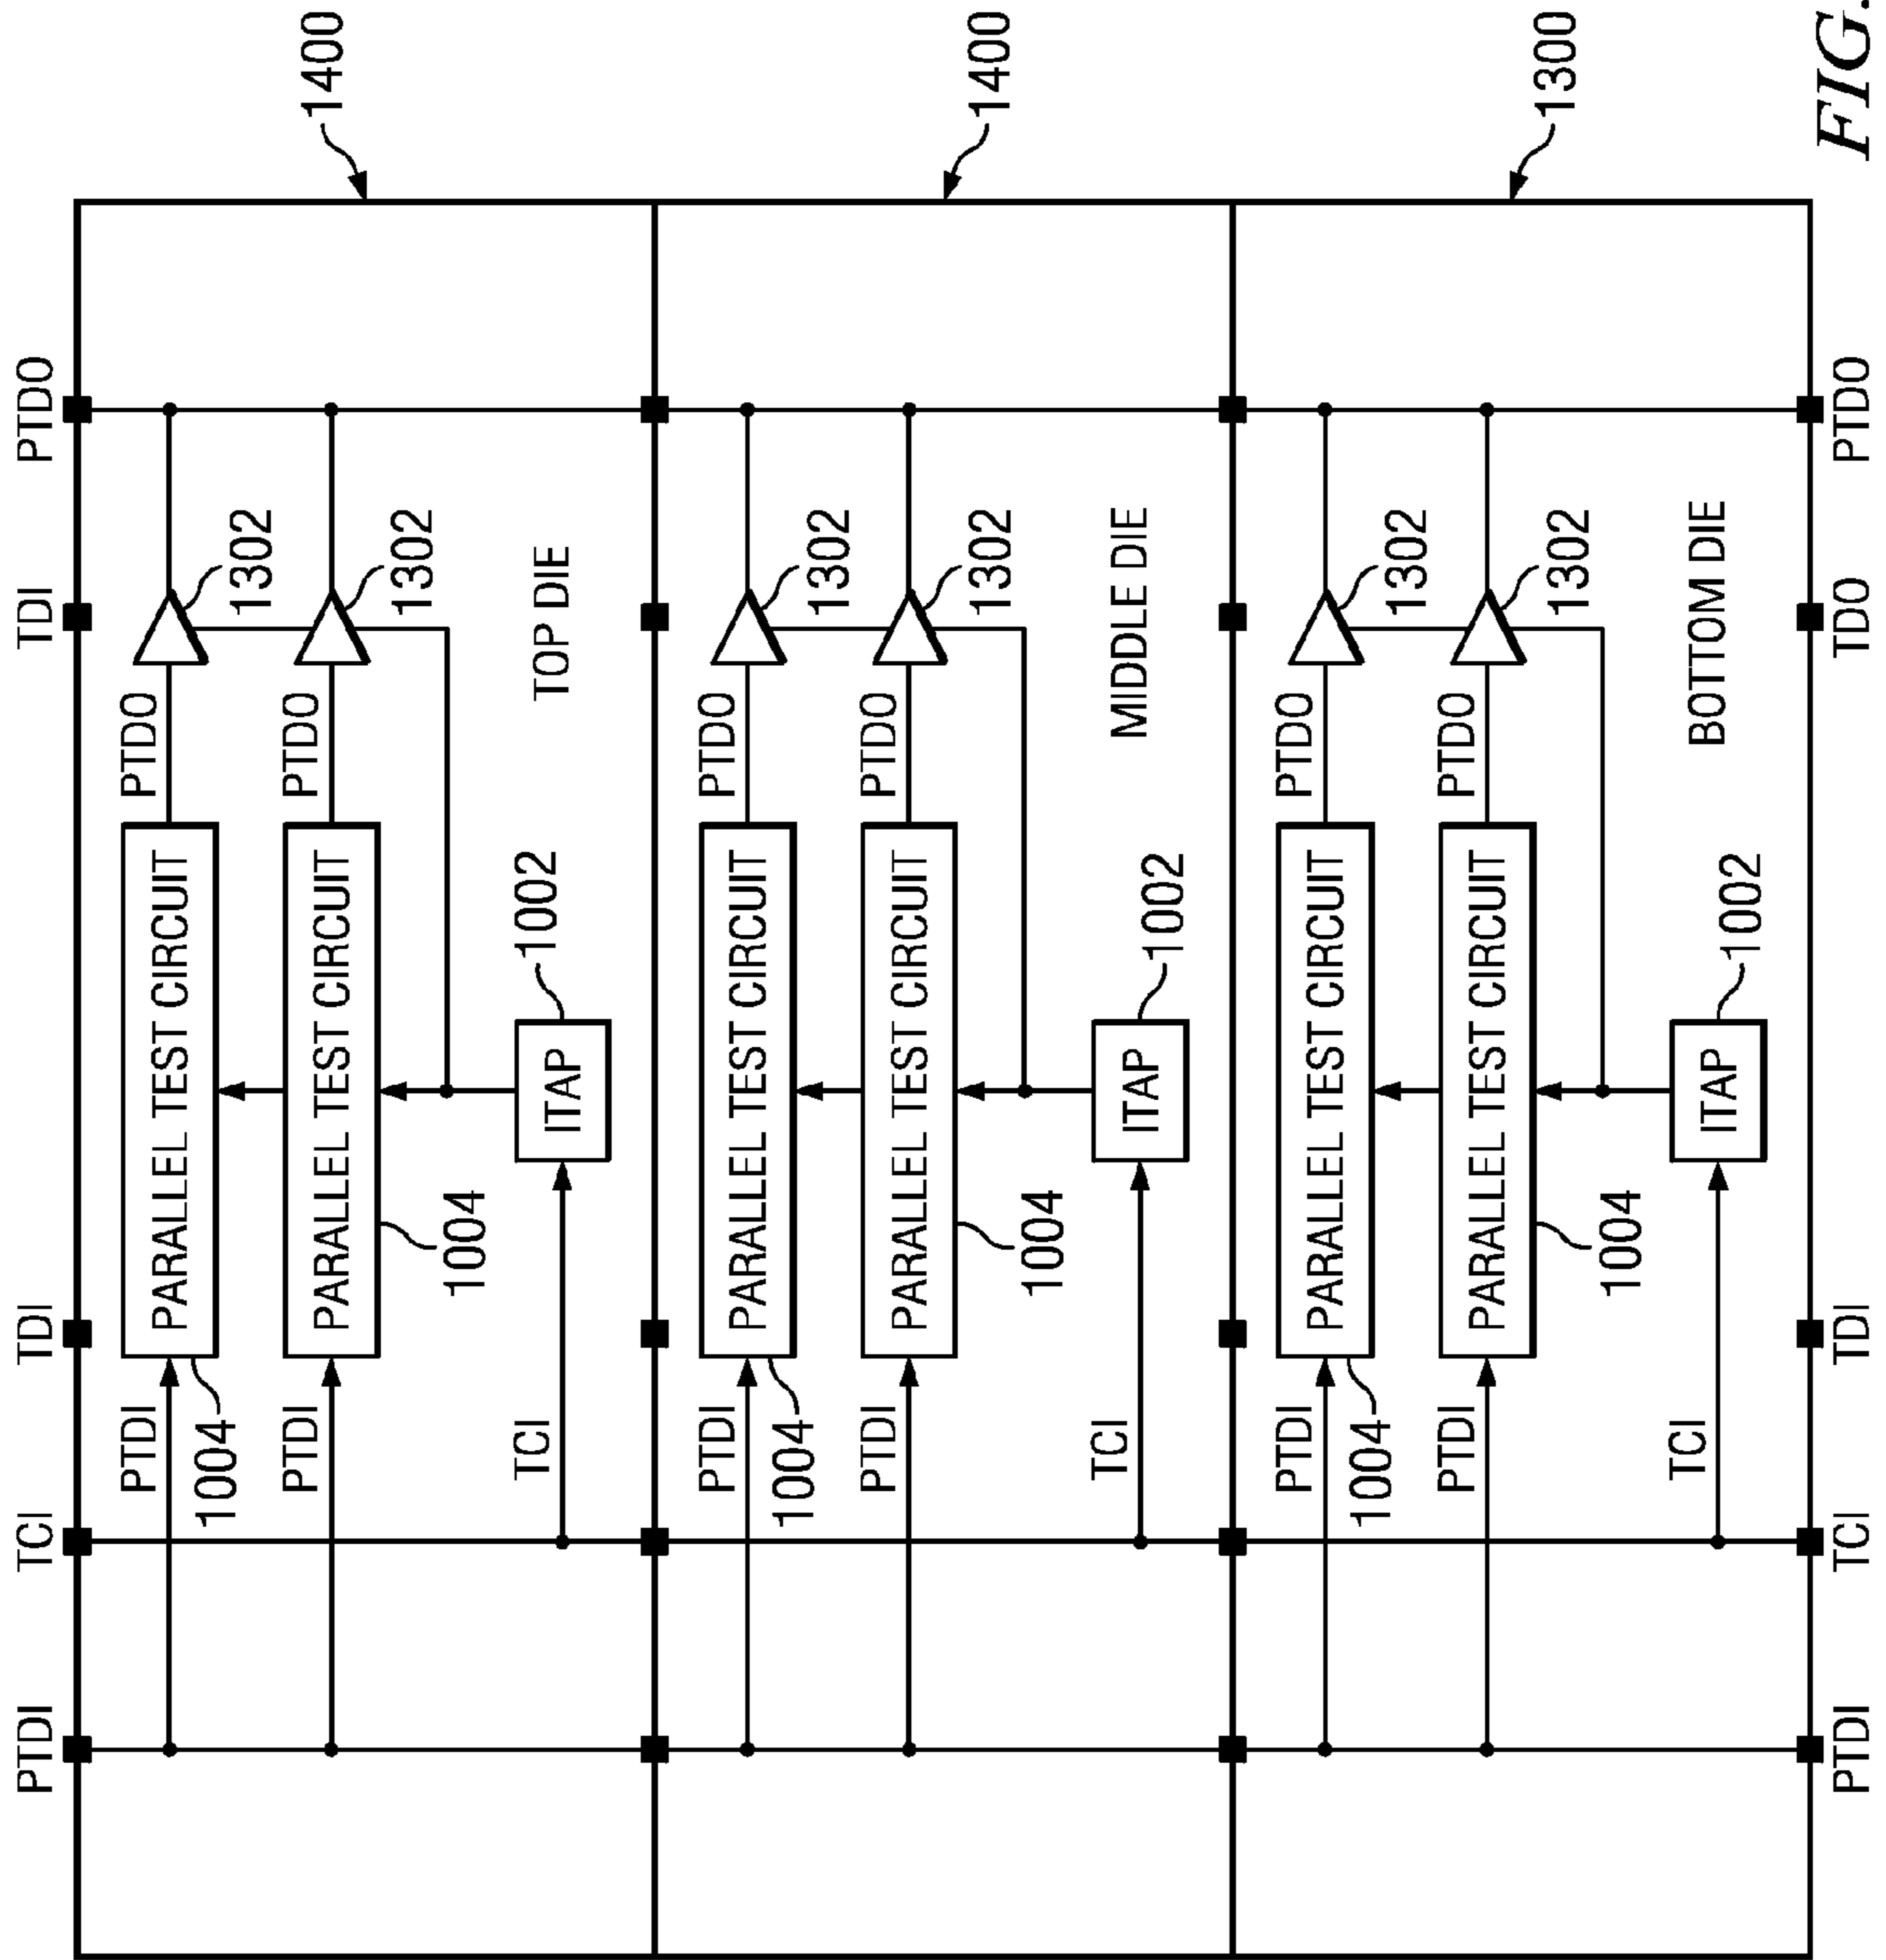 PTDI TCI TDI TDI PTDO
PTDI PARALLEL TEST CIRCUIT PTDO
1004 1302
1400
PTDI PARALLEL TEST CIRCUIT PTDO
1302
1004
TCI ITAP 1002 TOP DIE
PTDI PARALLEL TEST CIRCUIT PTDO
1004 1302
1400
PTDI PARALLEL TEST CIRCUIT PTDO
1302
1004
TCI ITAP 1002 MIDDLE DIE
PTDI PARALLEL TEST CIRCUIT PTDO
1004 1302
1300
PTDI PARALLEL TEST CIRCUIT PTDO
1302
1004
TCI ITAP 1002 BOTTOM DIE
PTDI TCI TDI TDO PTDO
FIG.